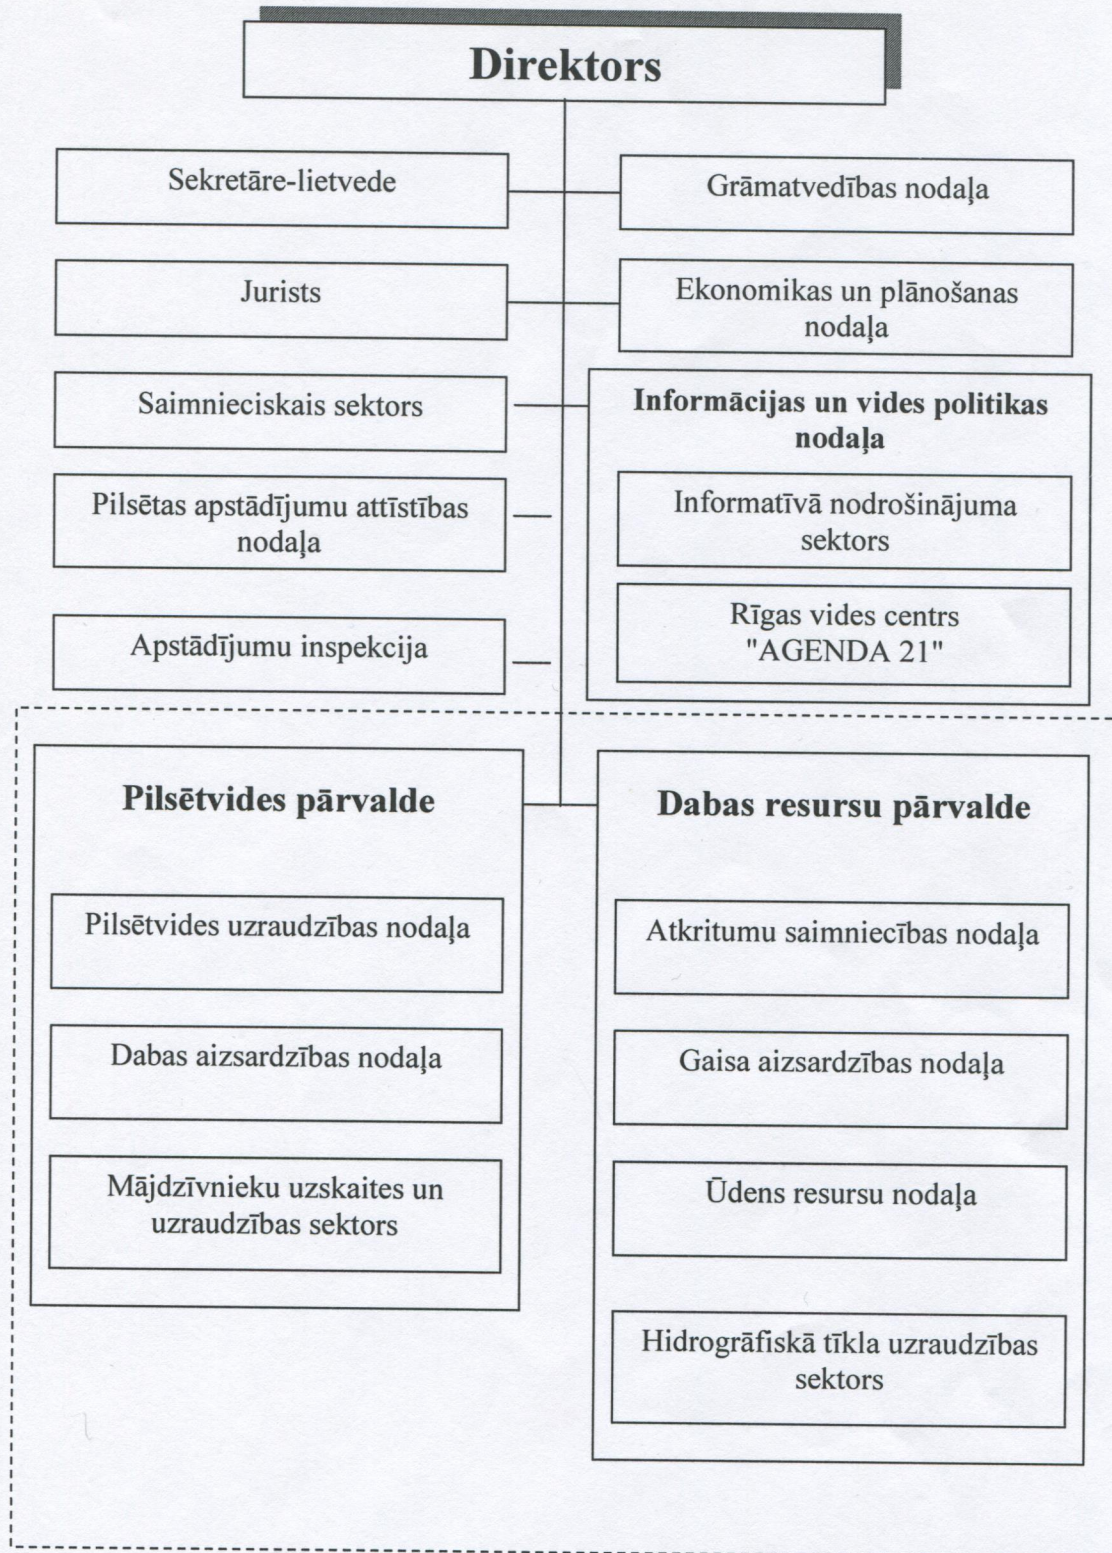 Direktors
Sekretāre-lietvede
Grāmatvedības nodaļa
Jurists
Ekonomikas un plānošanas
nodaļa
Saimnieciskais sektors
Informācijas un vides politikas
nodaļa
Pilsētas apstādījumu attīstības
nodaļa
Informatīvā nodrošinājuma
sektors
Apstādījumu inspekcija
Rīgas vides centrs
"AGENDA 21"
Pilsētvides pārvalde
Pilsētvides uzraudzības nodaļa
Dabas aizsardzības nodaļa
Mājdzīvnieku uzskaites un
uzraudzības sektors
Dabas resursu pārvalde
Atkritumu saimniecības nodaļa
Gaisa aizsardzības nodaļa
Ūdens resursu nodaļa
Hidrogrāfiskā tīkla uzraudzības
sektors